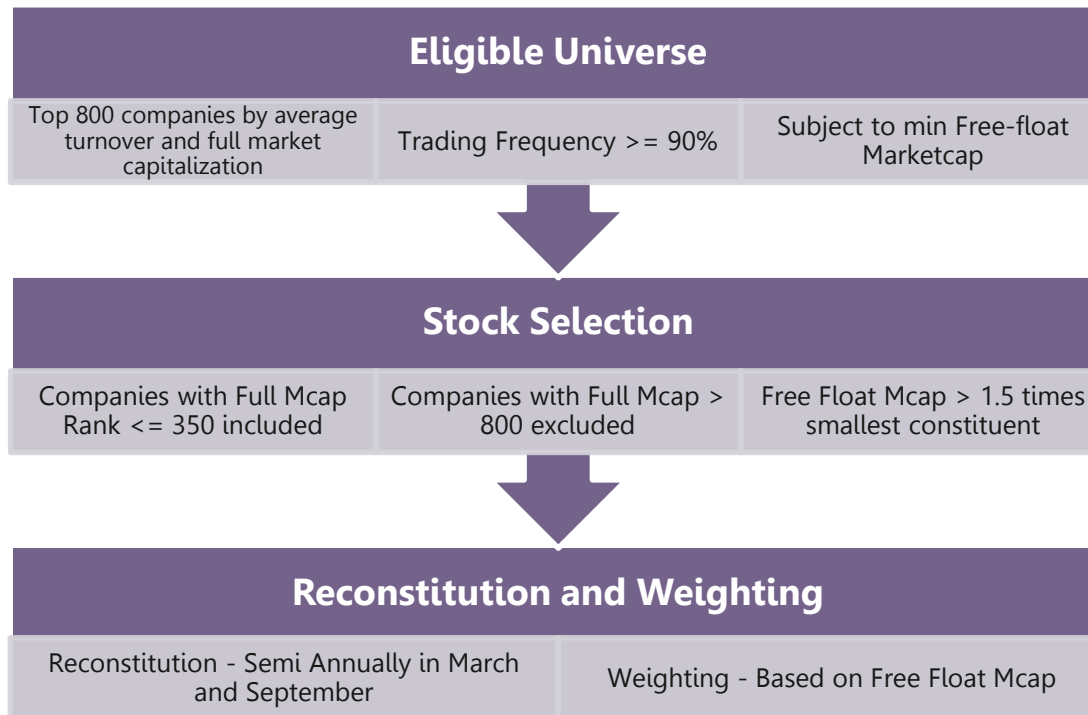 Eligible Universe
Top 800 companies by average
turnover and full market
capitalization
Trading Frequency >= 90%
Subject to min Free-float
Marketcap
Stock Selection
Companies with Full Mcap
Rank <= 350 included
Companies with Full Mcap >
800 excluded
Free Float Mcap > 1.5 times
smallest constituent
Reconstitution and Weighting
Reconstitution - Semi Annually in March
and September
Weighting - Based on Free Float Mcap